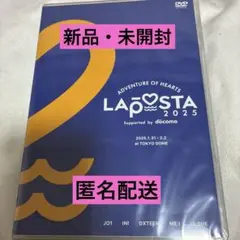 DVD
新品・未開封
ADVENTURE OF HEARTS
LAPOSTA
2025
Supported by docomo
2025.1.31 - 2.2
at TOKYO DOME
匿名配送
JO1 INI